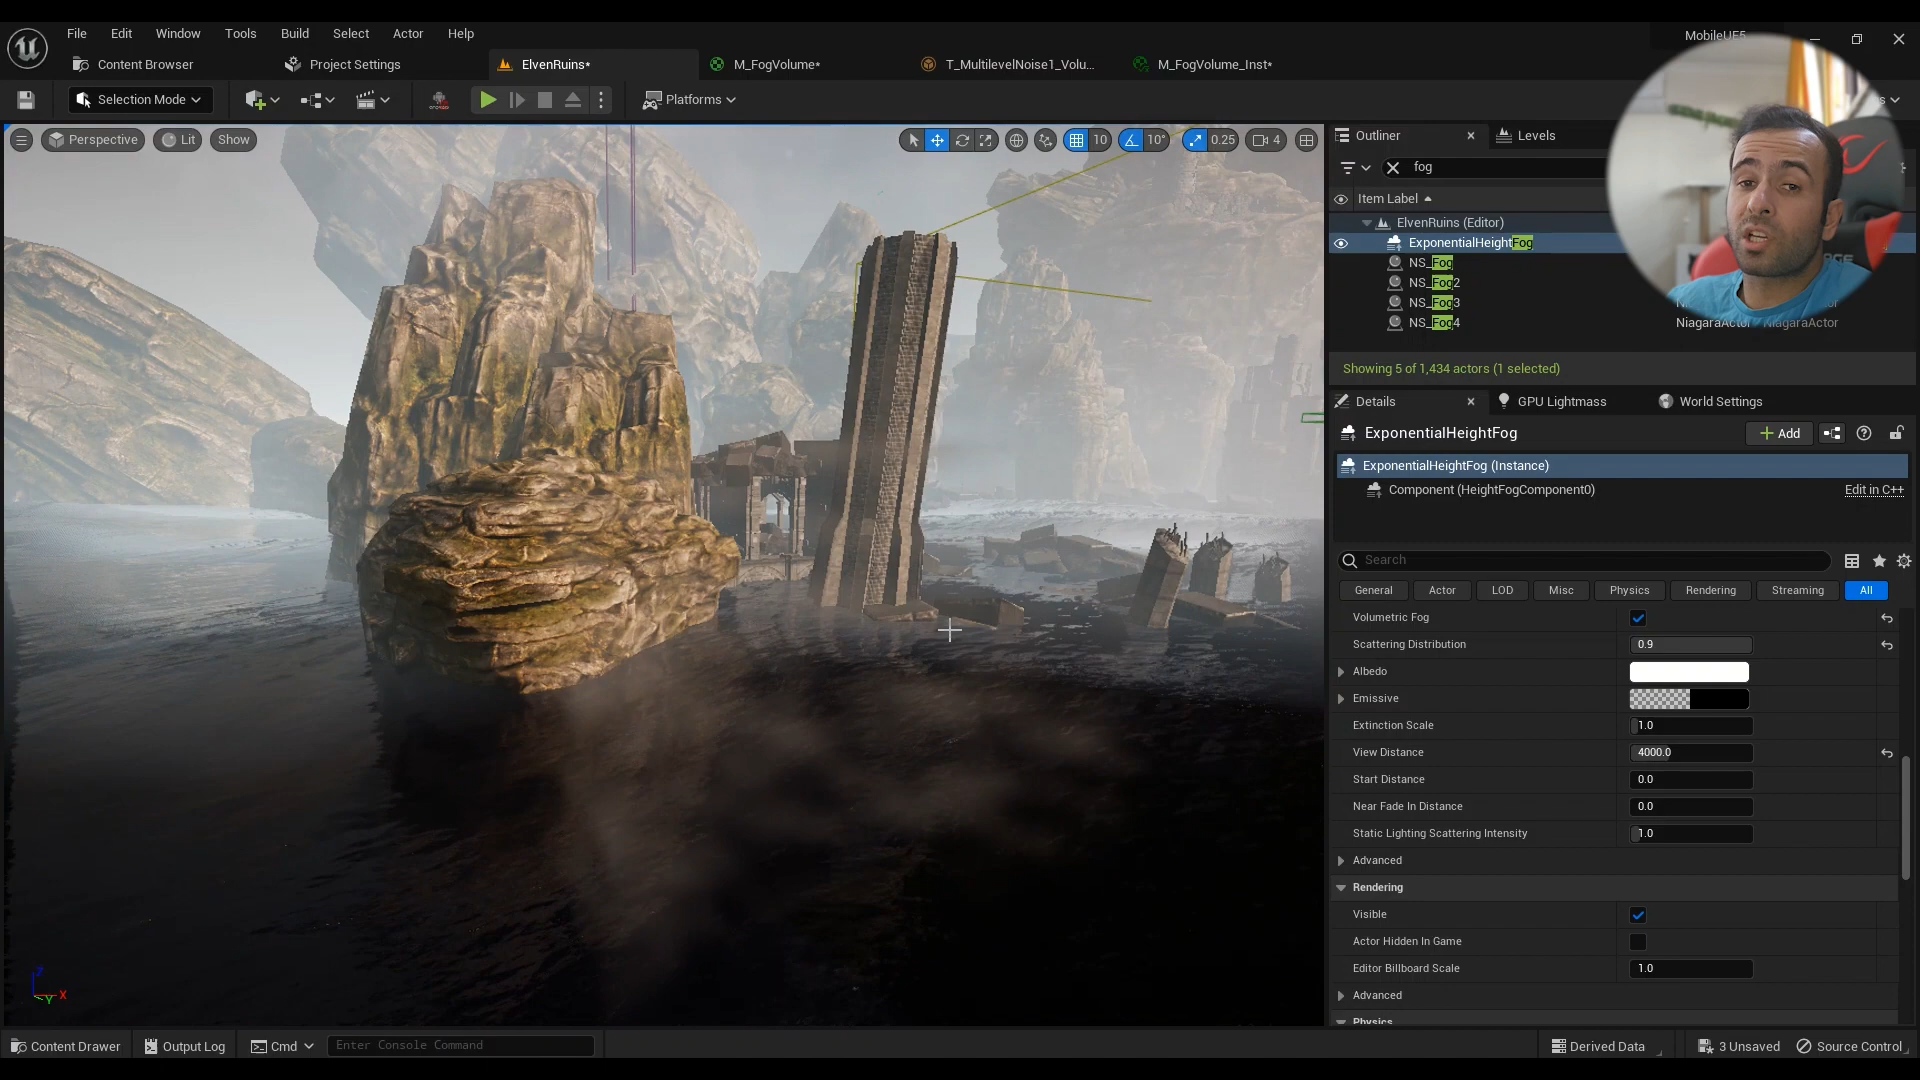 File Edit Window Tools Build Select Actor Help
MobileUE5
Content Browser
Project Settings
ElvenRuins*
M_FogVolume*
T_MultilevelNoise1_Volu...
M_FogVolume_Inst*
Selection Mode
Platforms
Perspective
Lit
Show
10
10°
0.25
4
Outliner
Levels
fog
Item Label
ElvenRuins (Editor)
ExponentialHeightFog
NS_Fog
NS_Fog2
NS_Fog3
NS_Fog4
NiagaraActor NiagaraActor
Showing 5 of 1,434 actors (1 selected)
Details
GPU Lightmass
World Settings
ExponentialHeightFog
Add
ExponentialHeightFog (Instance)
Component (HeightFogComponent0)
Edit in C++
Search
General
Actor
LOD
Misc
Physics
Rendering
Streaming
All
Volumetric Fog
Scattering Distribution 0.9
Albedo
Emissive
Extinction Scale 1.0
View Distance 4000.0
Start Distance 0.0
Near Fade In Distance 0.0
Static Lighting Scattering Intensity 1.0
Advanced
Rendering
Visible
Actor Hidden In Game
Editor Billboard Scale 1.0
Advanced
Physics
X
Y
Z
Content Drawer
Output Log
Cmd
Enter Console Command
Derived Data
3 Unsaved
Source Control